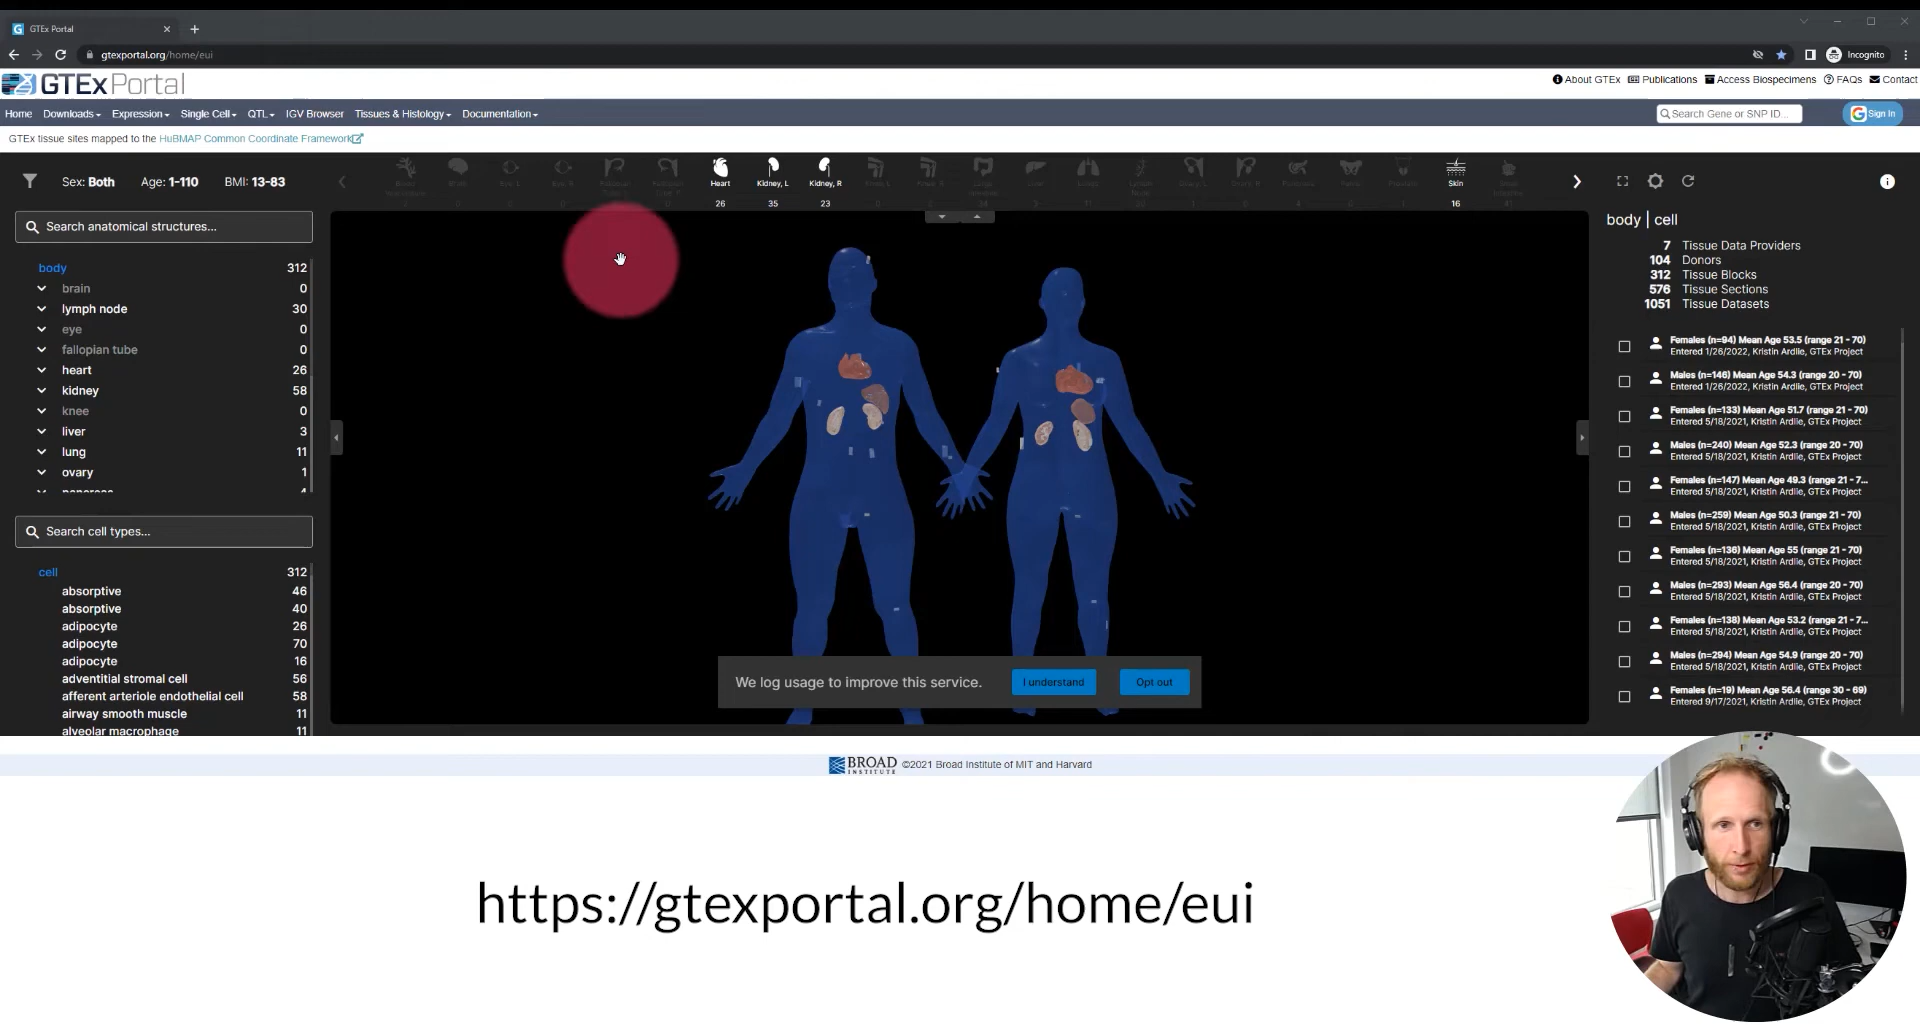 GTEx Portal
gtexportal.org/home/eui
Incognito
GTEx Portal
About GTEx Publications Access Biospecimens FAQs Contact
Home Downloads Expression Single Cell QTL IGV Browser Tissues & Histology Documentation
Search Gene or SNP ID...
Sign In
GTEx tissue sites mapped to the HuBMAP Common Coordinate Framework
Sex: Both Age: 1-110 BMI: 13-83
Heart Kidney, L Kidney, R Skin
26 35 23 16
Search anatomical structures...
body 312
brain 0
lymph node 30
eye 0
fallopian tube 0
heart 26
kidney 58
knee 0
liver 3
lung 11
ovary 1
pancreas 4
Search cell types...
cell 312
absorptive 46
absorptive 40
adipocyte 26
adipocyte 70
adipocyte 16
adventitial stromal cell 56
afferent arteriole endothelial cell 58
airway smooth muscle 11
alveolar macrophage 11
We log usage to improve this service. I understand Opt out
body | cell
7 Tissue Data Providers
104 Donors
312 Tissue Blocks
576 Tissue Sections
1051 Tissue Datasets
Females (n=94) Mean Age 53.5 (range 21 - 70)
Entered 1/26/2022, Kristin Ardlie, GTEx Project
Males (n=146) Mean Age 54.3 (range 20 - 70)
Entered 1/26/2022, Kristin Ardlie, GTEx Project
Females (n=133) Mean Age 51.7 (range 21 - 70)
Entered 5/18/2021, Kristin Ardlie, GTEx Project
Males (n=240) Mean Age 52.3 (range 20 - 70)
Entered 5/18/2021, Kristin Ardlie, GTEx Project
Females (n=147) Mean Age 49.3 (range 21 - 7...
Entered 5/18/2021, Kristin Ardlie, GTEx Project
Males (n=259) Mean Age 50.3 (range 21 - 70)
Entered 5/18/2021, Kristin Ardlie, GTEx Project
Females (n=136) Mean Age 55 (range 21 - 70)
Entered 5/18/2021, Kristin Ardlie, GTEx Project
Males (n=293) Mean Age 56.4 (range 20 - 70)
Entered 5/18/2021, Kristin Ardlie, GTEx Project
Females (n=138) Mean Age 53.2 (range 21 - 7...
Entered 5/18/2021, Kristin Ardlie, GTEx Project
Males (n=294) Mean Age 54.9 (range 20 - 70)
Entered 5/18/2021, Kristin Ardlie, GTEx Project
Females (n=19) Mean Age 56.4 (range 30 - 69)
Entered 9/17/2021, Kristin Ardlie, GTEx Project
BROAD INSTITUTE ©2021 Broad Institute of MIT and Harvard
https://gtexportal.org/home/eui